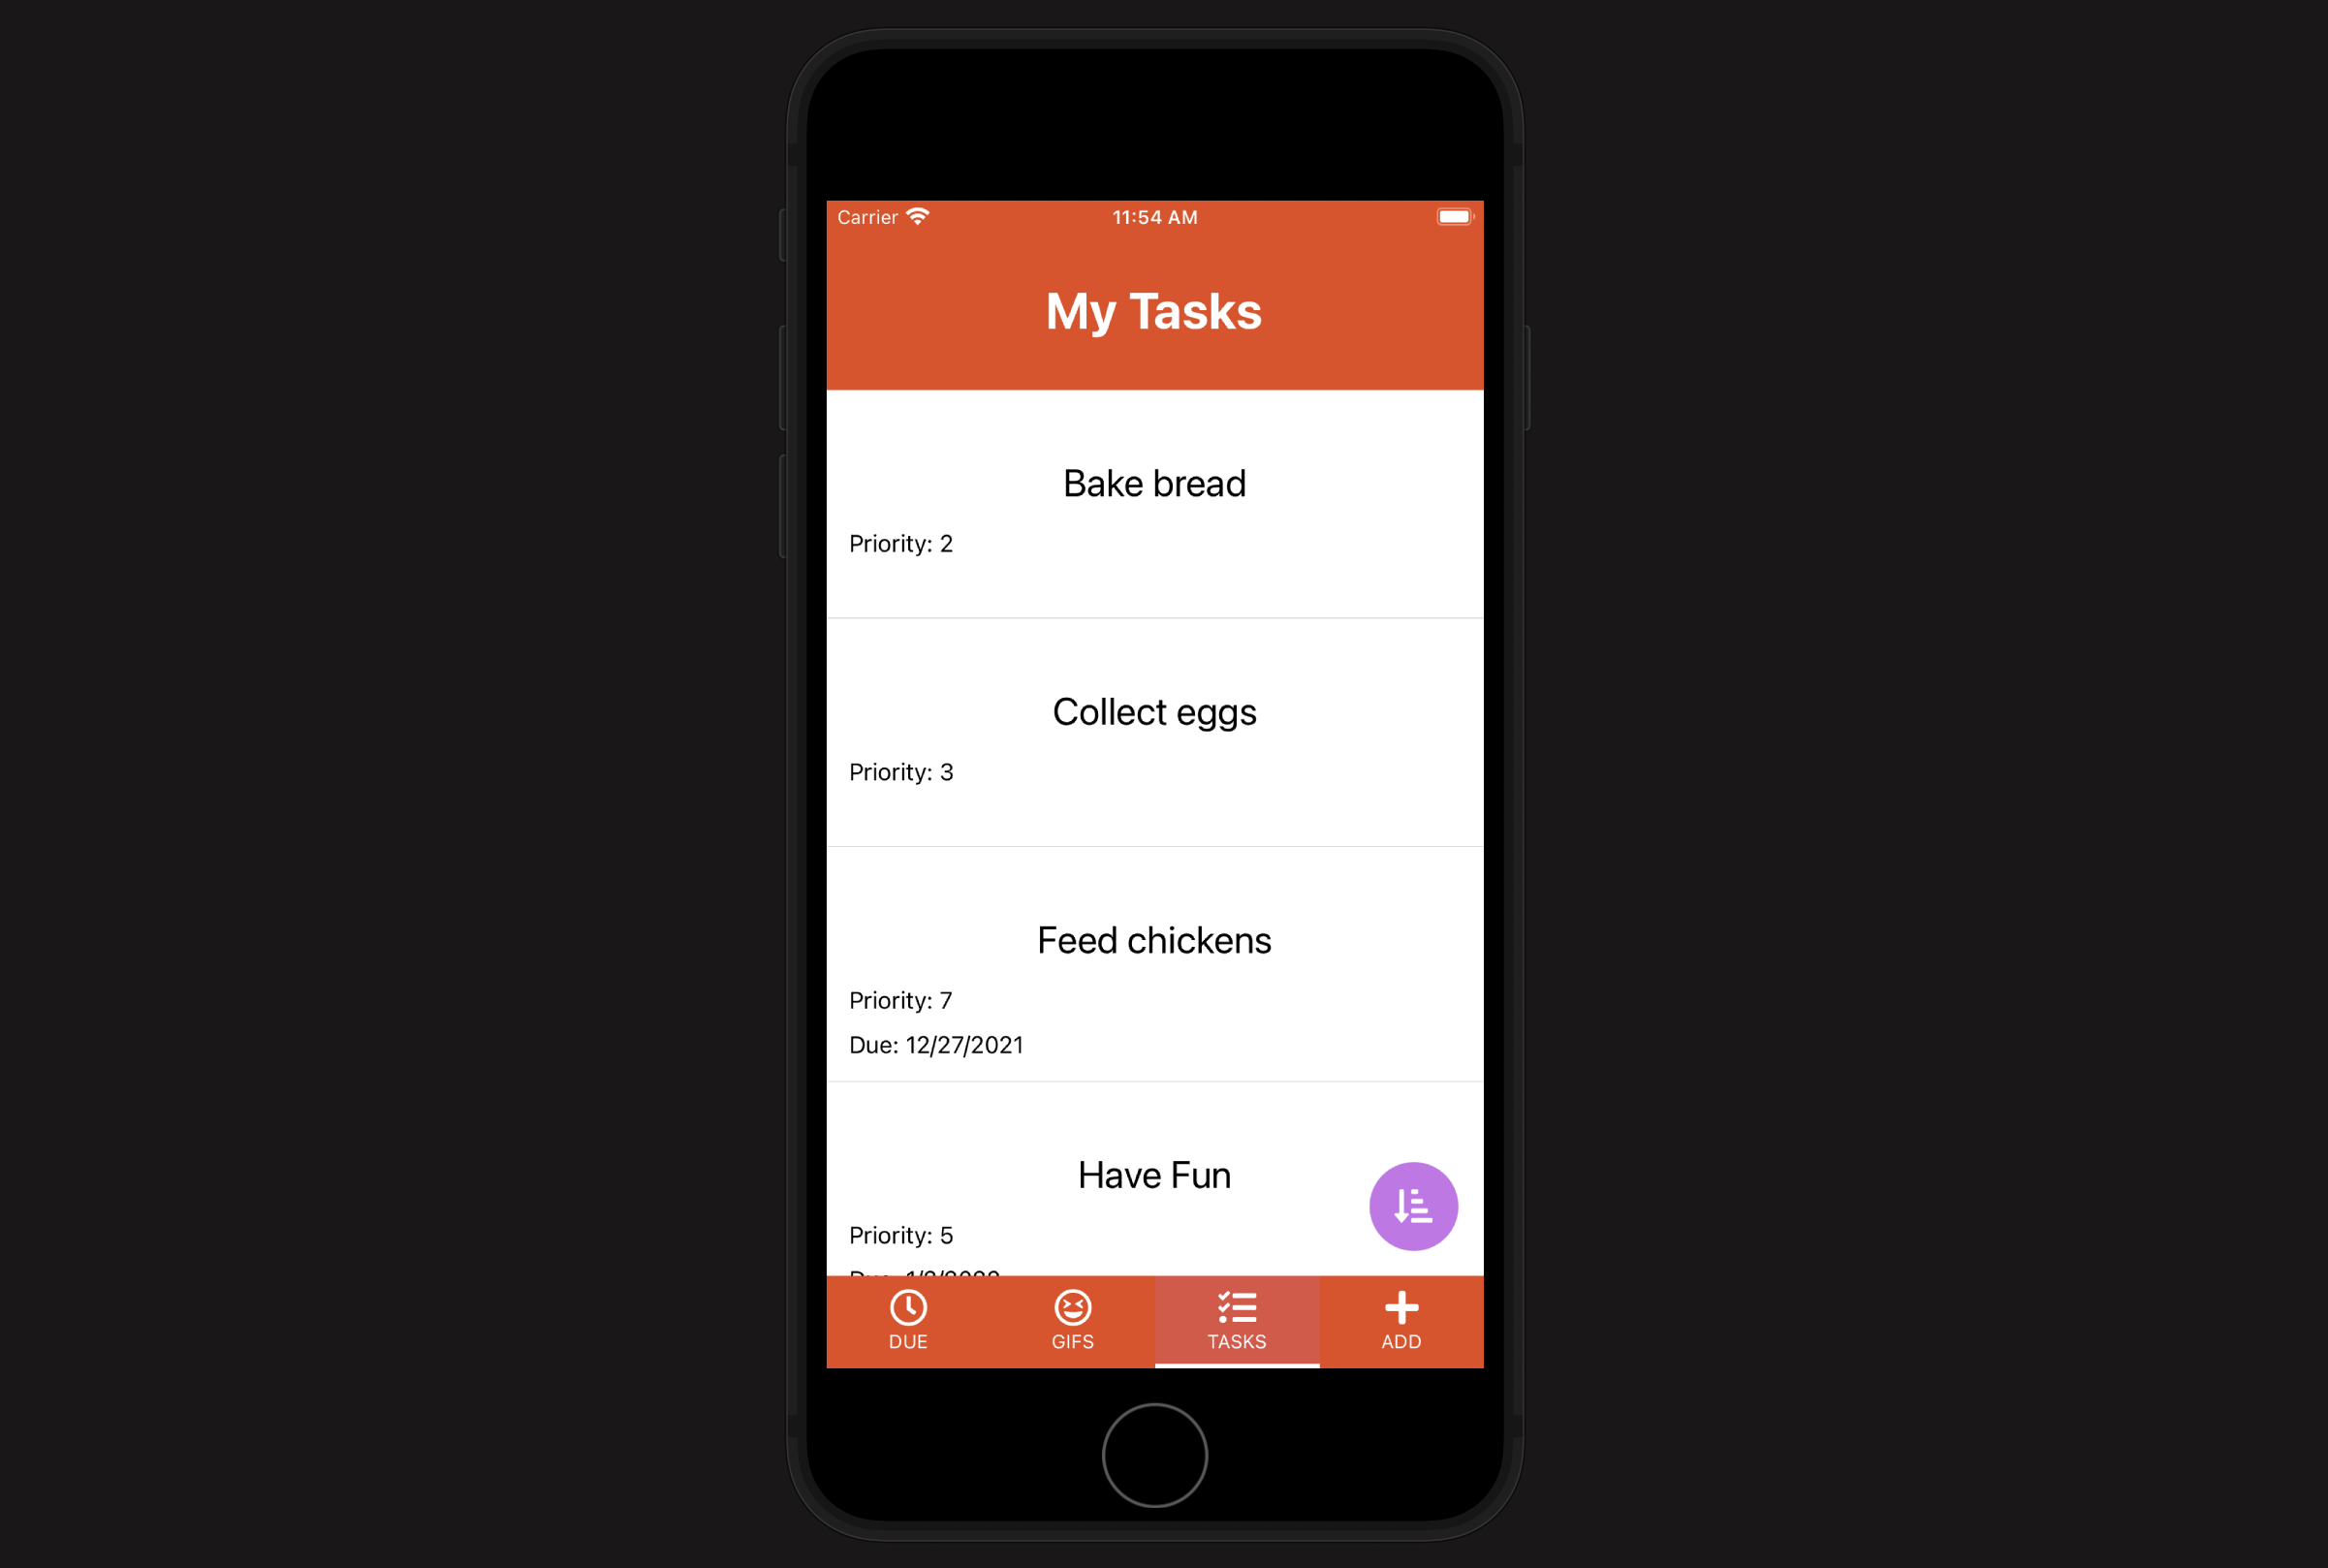 Carrier 11:54 AM
My Tasks
Bake bread
Priority: 2
Collect eggs
Priority: 3
Feed chickens
Priority: 7
Due: 12/27/2021
Have Fun
Priority: 5
DUE GIFS TASKS ADD